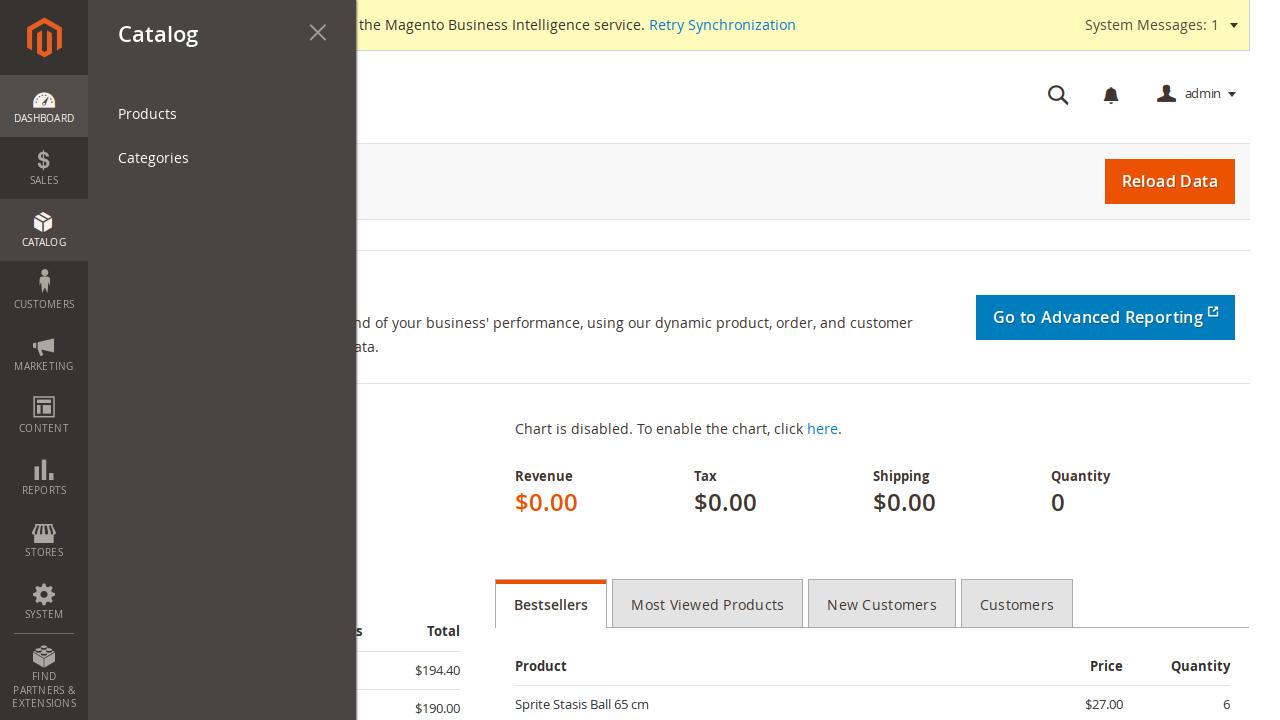 Catalog
Products
Categories
DASHBOARD
SALES
CATALOG
CUSTOMERS
MARKETING
CONTENT
REPORTS
STORES
SYSTEM
FIND
PARTNERS &
EXTENSIONS
the Magento Business Intelligence service. Retry Synchronization
System Messages: 1
admin
Reload Data
of your business' performance, using our dynamic product, order, and customer
Go to Advanced Reporting
Chart is disabled. To enable the chart, click here.
Revenue Tax Shipping Quantity
$0.00 $0.00 $0.00 0
Bestsellers Most Viewed Products New Customers Customers
Total
$194.40
$190.00
Product Price Quantity
Sprite Stasis Ball 65 cm $27.00 6